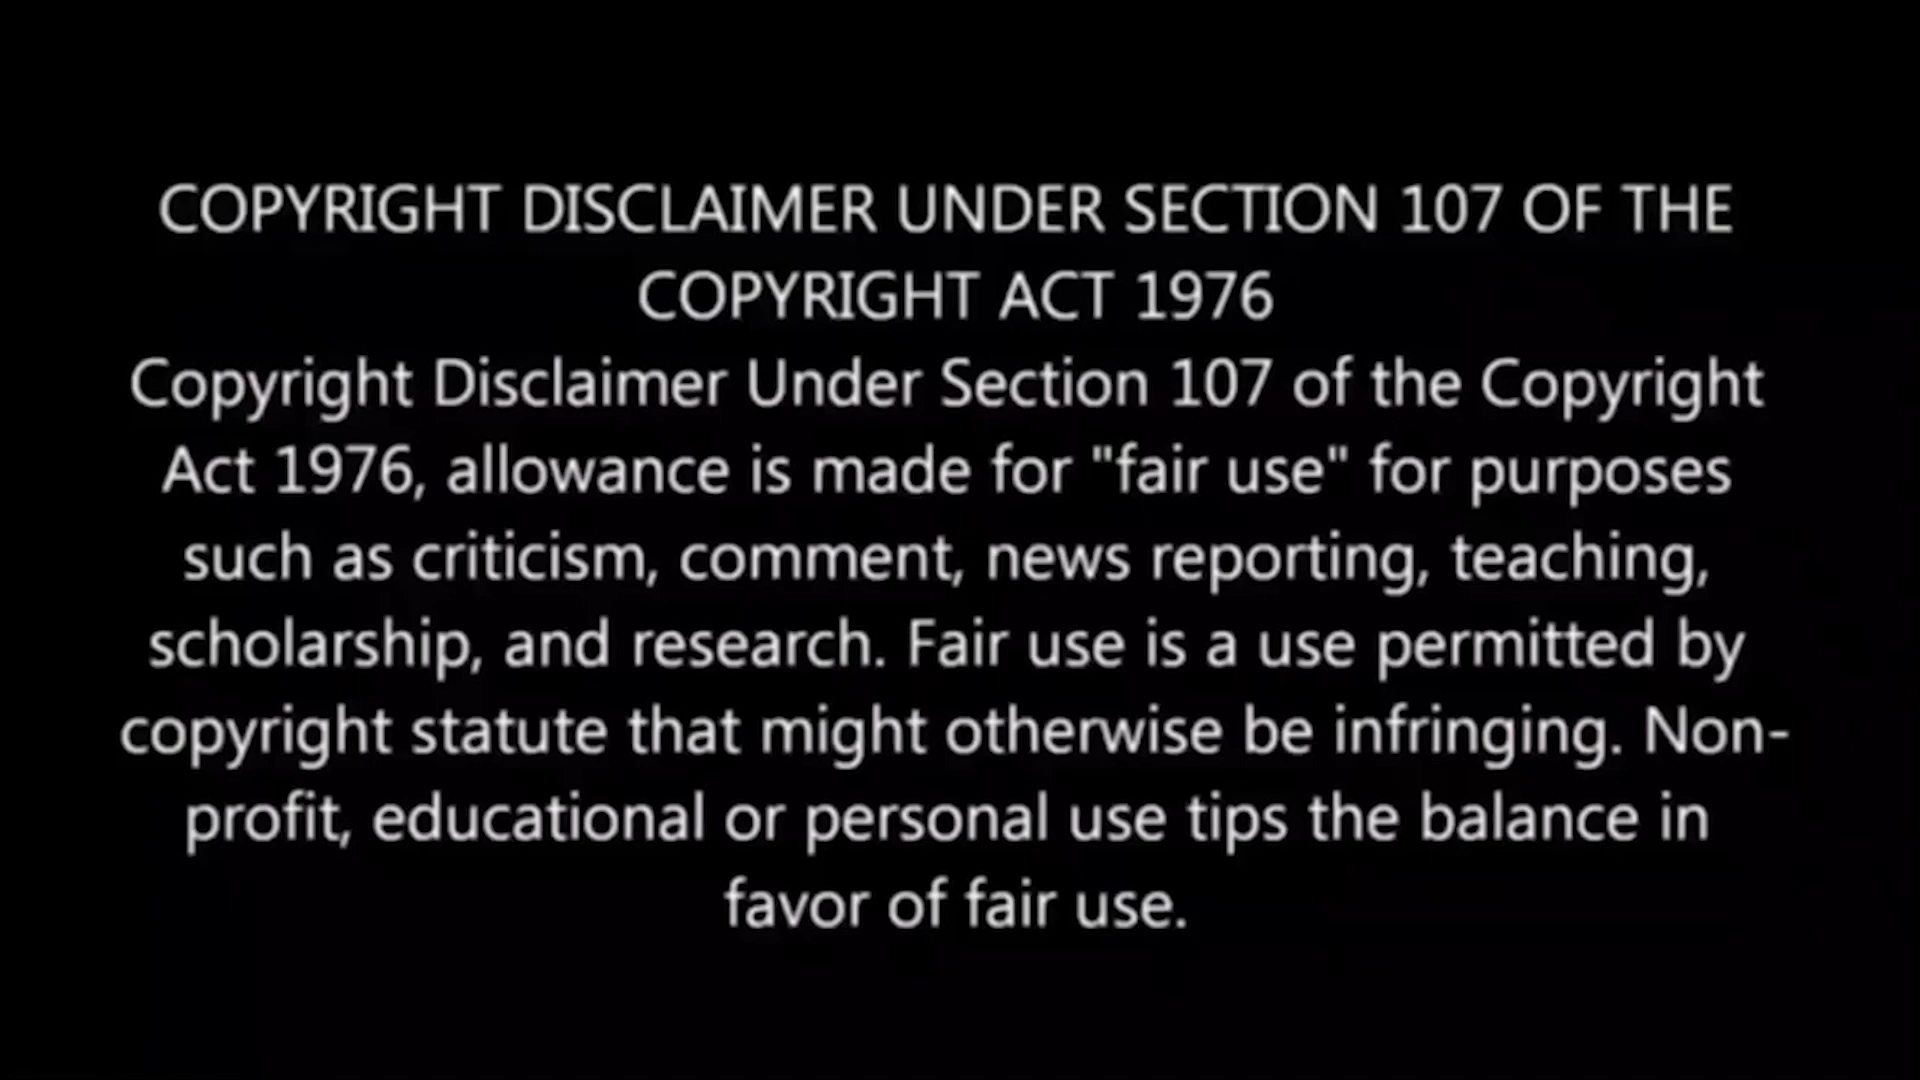 COPYRIGHT DISCLAIMER UNDER SECTION 107 OF THE
COPYRIGHT ACT 1976
Copyright Disclaimer Under Section 107 of the Copyright
Act 1976, allowance is made for "fair use" for purposes
such as criticism, comment, news reporting, teaching,
scholarship, and research. Fair use is a use permitted by
copyright statute that might otherwise be infringing. Non-
profit, educational or personal use tips the balance in
favor of fair use.